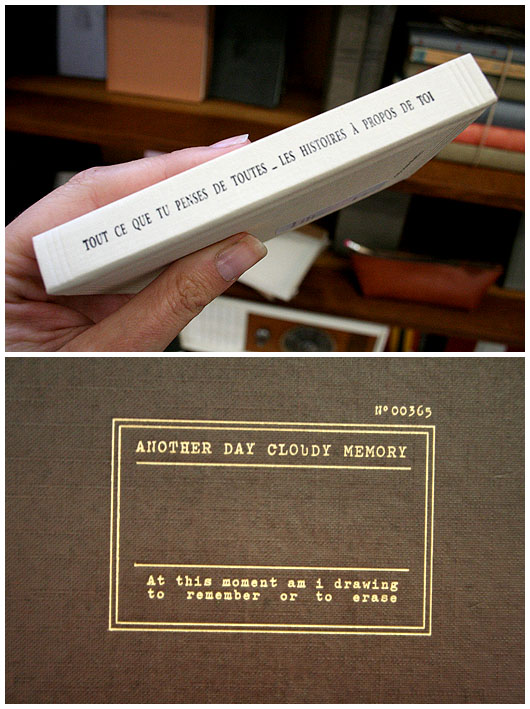 TOUT CE QUE TU PENSES DE TOUTES _ LES HISTOIRES À PROPOS DE TOI
Nº 00365
ANOTHER DAY CLOUDY MEMORY
At this moment am i drawing
to remember or to erase